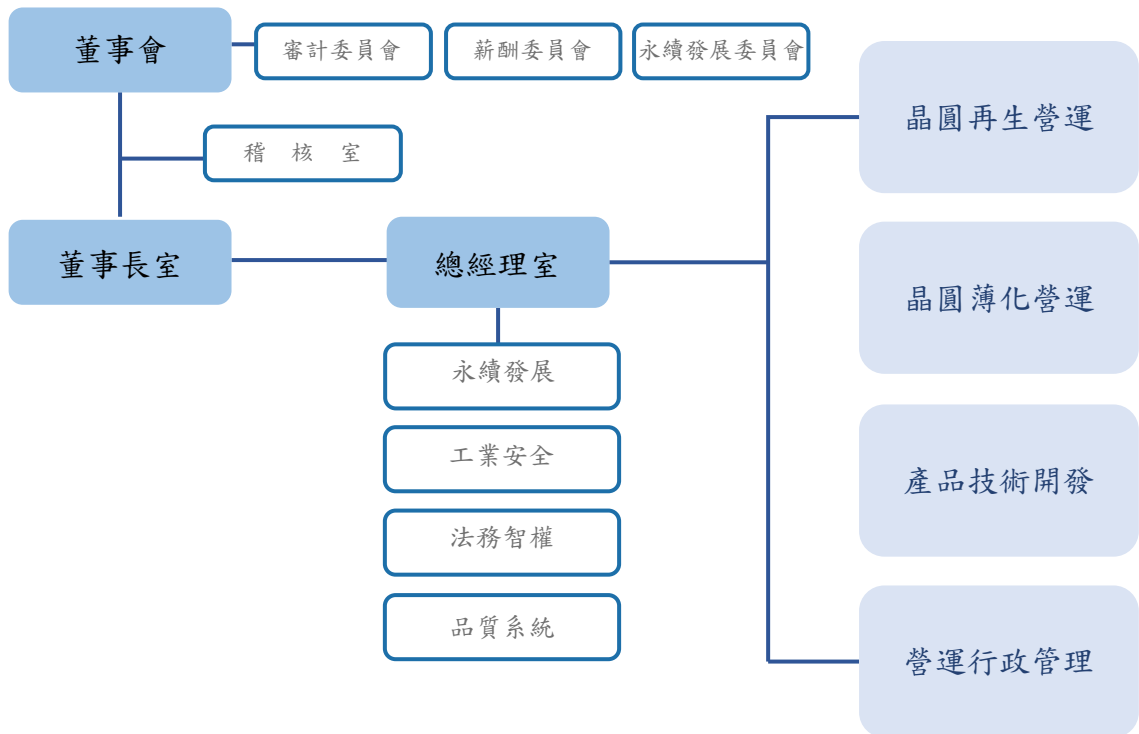 董事會
審計委員會
薪酬委員會
永續發展委員會
稽 核 室
董事長室
總經理室
永續發展
工業安全
法務智權
品質系統
晶圓再生營運
晶圓薄化營運
產品技術開發
營運行政管理